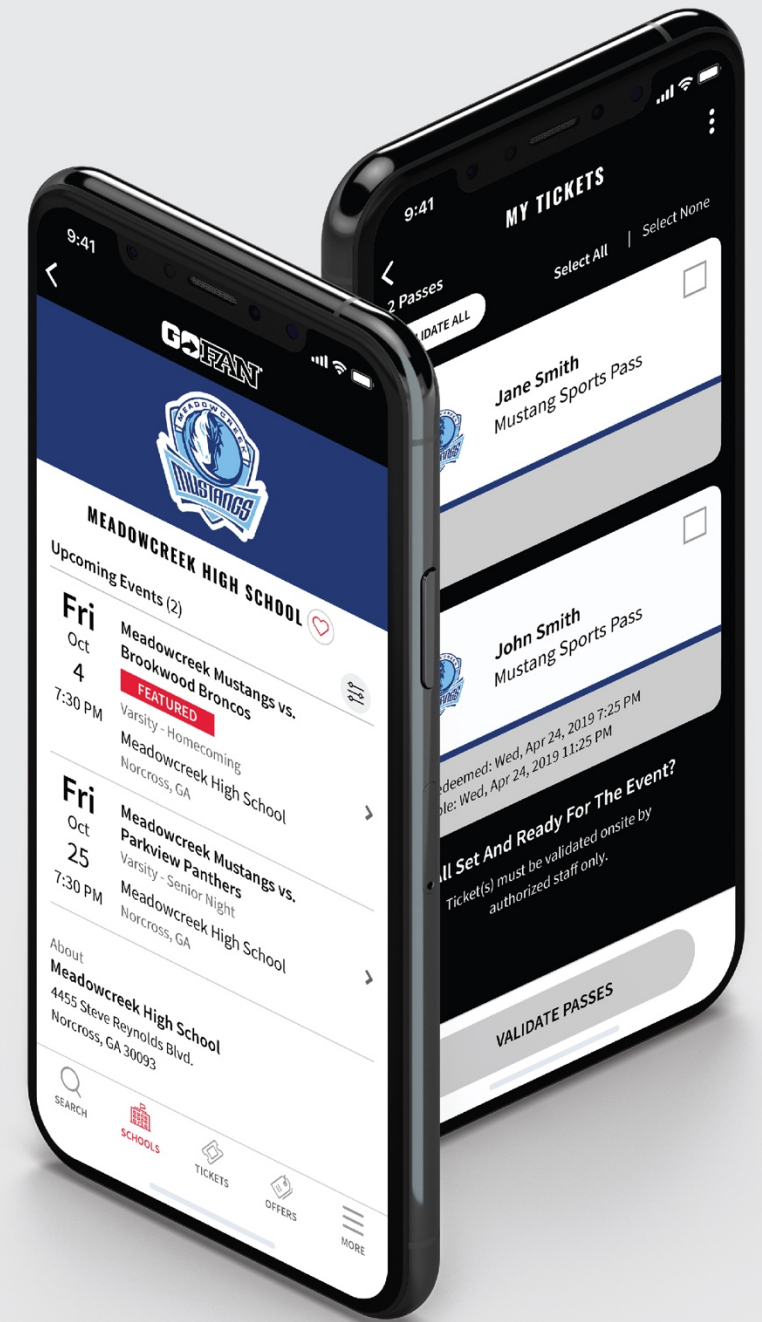 9:41
GOFAN
MEADOWCREEK
MUSTANGS
MEADOWCREEK HIGH SCHOOL
Upcoming Events (2)
Fri
Oct
4
7:30 PM
Meadowcreek Mustangs vs.
Brookwood Broncos
FEATURED
Varsity - Homecoming
Meadowcreek High School
Norcross, GA
Fri
Oct
25
7:30 PM
Meadowcreek Mustangs vs.
Parkview Panthers
Varsity - Senior Night
Meadowcreek High School
Norcross, GA
About
Meadowcreek High School
4455 Steve Reynolds Blvd.
Norcross, GA 30093
SEARCH
SCHOOLS
TICKETS
OFFERS
MORE
9:41
MY TICKETS
2 Passes
Select All | Select None
LIDATE ALL
Jane Smith
Mustang Sports Pass
John Smith
Mustang Sports Pass
edeemed: Wed, Apr 24, 2019 7:25 PM
ble: Wed, Apr 24, 2019 11:25 PM
All Set And Ready For The Event?
Ticket(s) must be validated onsite by
authorized staff only.
VALIDATE PASSES